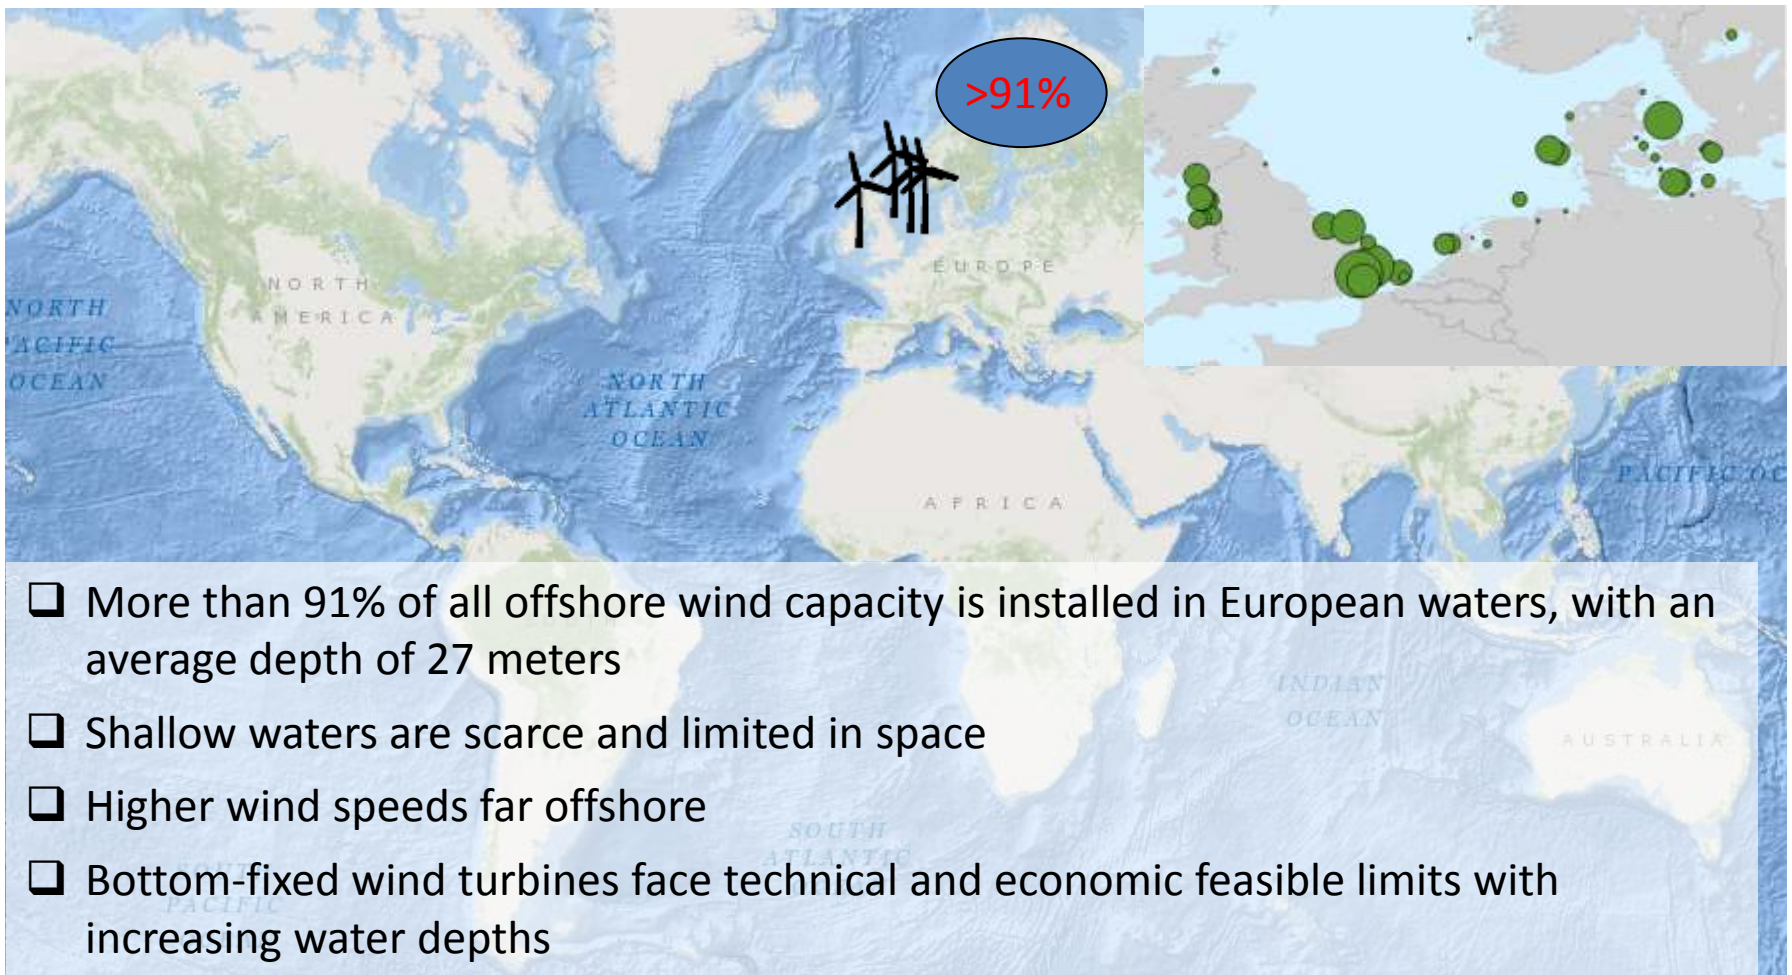 >91%
NORTH
AMERICA
EUROPE
NORTH
PACIFIC
OCEAN
NORTH
ATLANTIC
OCEAN
AFRICA
PACIFIC OC
❑ More than 91% of all offshore wind capacity is installed in European waters, with an
average depth of 27 meters
INDIAN
OCEAN
❑ Shallow waters are scarce and limited in space
AUSTRALIA
❑ Higher wind speeds far offshore
SOUTH
ATLANTIC
❑ Bottom-fixed wind turbines face technical and economic feasible limits with
increasing water depths
SOUTH
PACIFIC